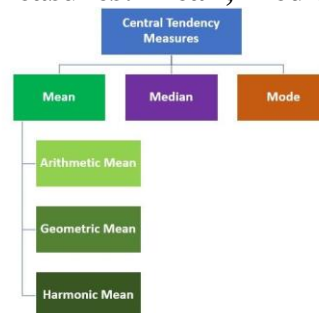 Central Tendency
Measures
Mean
Median
Mode
Arithmetic Mean
Geometric Mean
Harmonic Mean